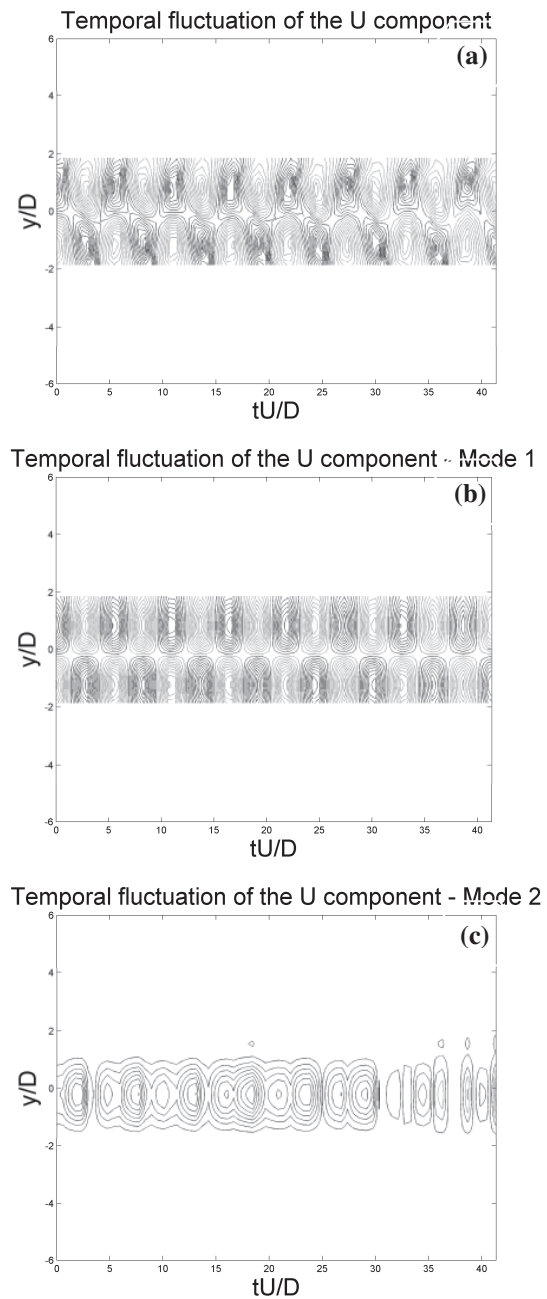 Temporal fluctuation of the U component
(a)
6
4
2
0
-2
-4
-6
y/D
0 5 10 15 20 25 30 35 40
tU/D
Temporal fluctuation of the U component - Mode 1
(b)
6
4
2
0
-2
-4
-6
y/D
0 5 10 15 20 25 30 35 40
tU/D
Temporal fluctuation of the U component - Mode 2
(c)
6
4
2
0
-2
-4
-6
y/D
0 5 10 15 20 25 30 35 40
tU/D